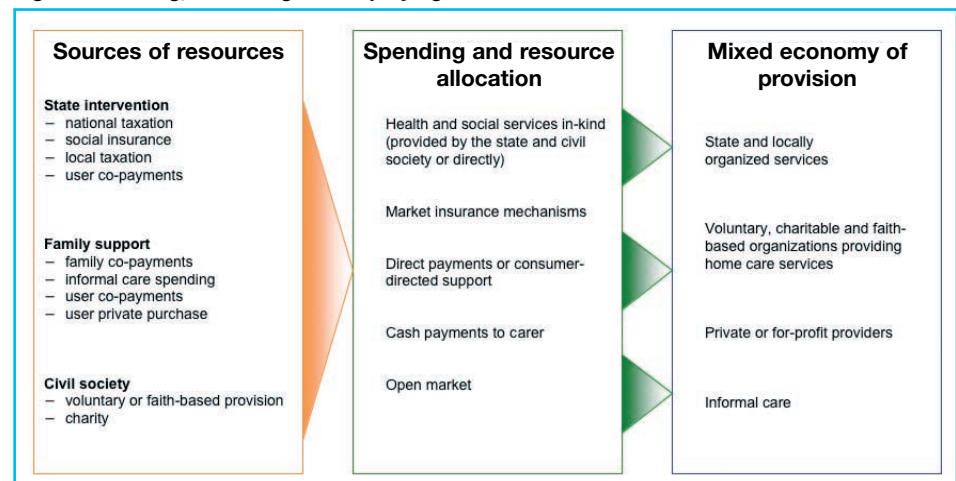 Sources of resources
State intervention
– national taxation
– social insurance
– local taxation
– user co-payments
Family support
– family co-payments
– informal care spending
– user co-payments
– user private purchase
Civil society
– voluntary or faith-based provision
– charity
Spending and resource
allocation
Health and social services in-kind
(provided by the state and civil
society or directly)
Market insurance mechanisms
Direct payments or consumer-
directed support
Cash payments to carer
Open market
Mixed economy of
provision
State and locally
organized services
Voluntary, charitable and faith-
based organizations providing
home care services
Private or for-profit providers
Informal care